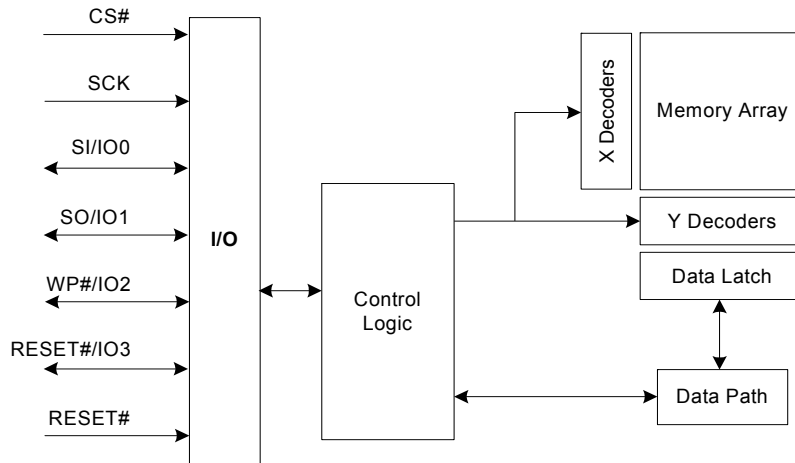 CS#
SCK
SI/IO0
SO/IO1
WP#/IO2
RESET#/IO3
RESET#
I/O
Control
Logic
X Decoders
Memory Array
Y Decoders
Data Latch
Data Path